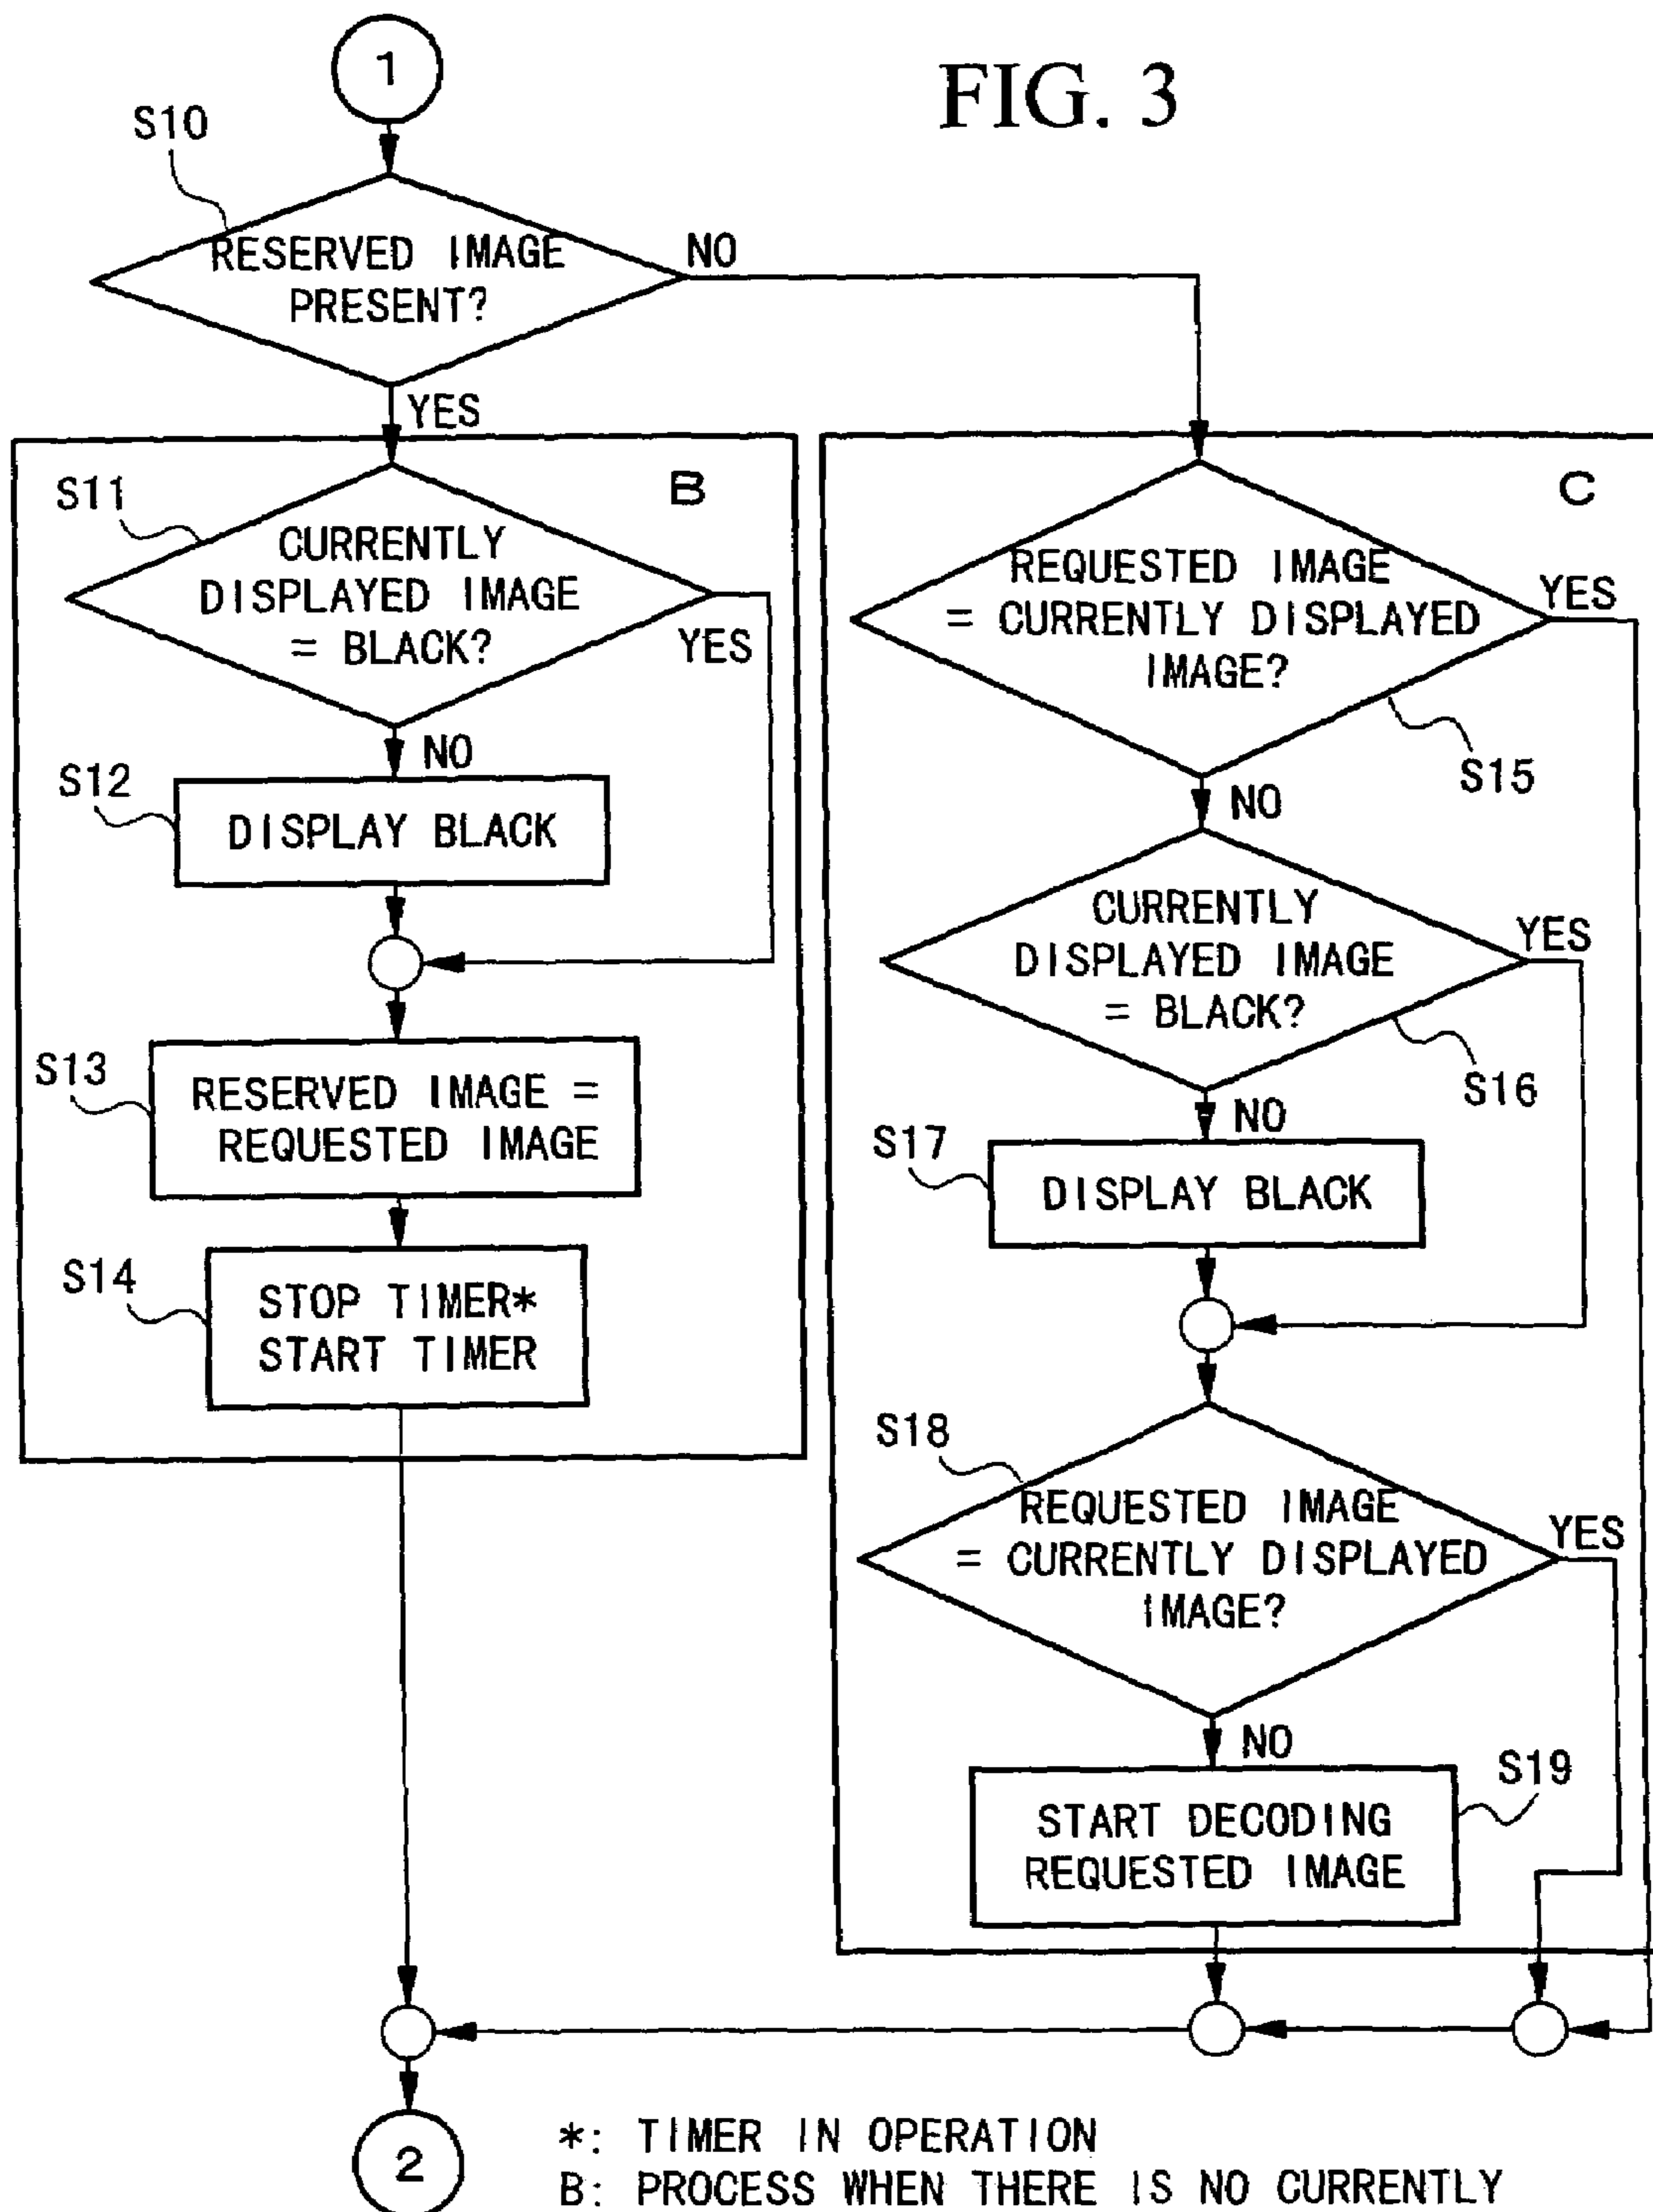 FIG. 3
1
S10
RESERVED IMAGE
PRESENT?
NO
YES
B
S11
CURRENTLY
DISPLAYED IMAGE
= BLACK?
YES
NO
S12
DISPLAY BLACK
S13
RESERVED IMAGE =
REQUESTED IMAGE
S14
STOP TIMER*
START TIMER
C
REQUESTED IMAGE
= CURRENTLY DISPLAYED
IMAGE?
YES
S15
NO
CURRENTLY
DISPLAYED IMAGE
= BLACK?
YES
S16
NO
S17
DISPLAY BLACK
S18
REQUESTED IMAGE
= CURRENTLY DISPLAYED
IMAGE?
YES
NO
S19
START DECODING
REQUESTED IMAGE
2
*: TIMER IN OPERATION
B: PROCESS WHEN THERE IS NO CURRENTLY